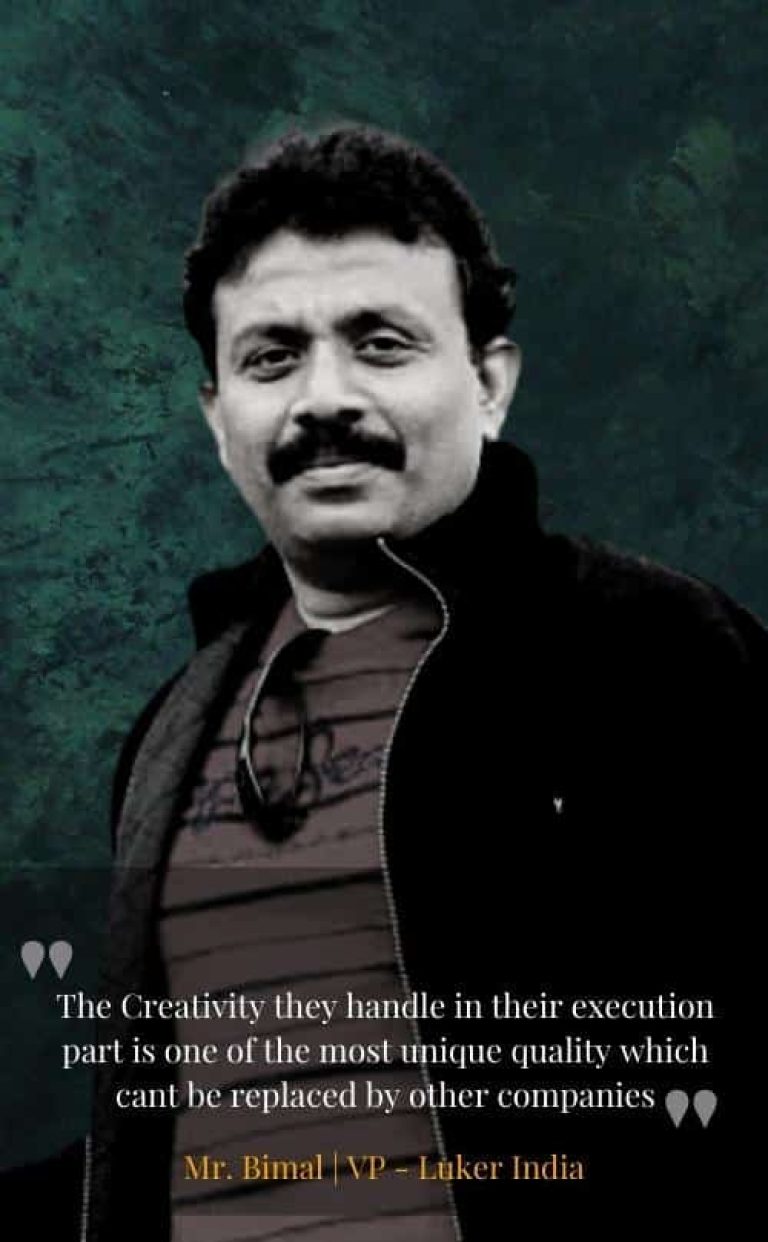 The Creativity they handle in their execution
part is one of the most unique quality which
cant be replaced by other companies
Mr. Bimal | VP - Luker India